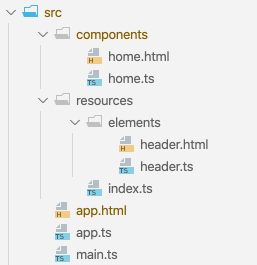 src
components
H home.html
TS home.ts
resources
elements
H header.html
TS header.ts
TS index.ts
H app.html
TS app.ts
TS main.ts